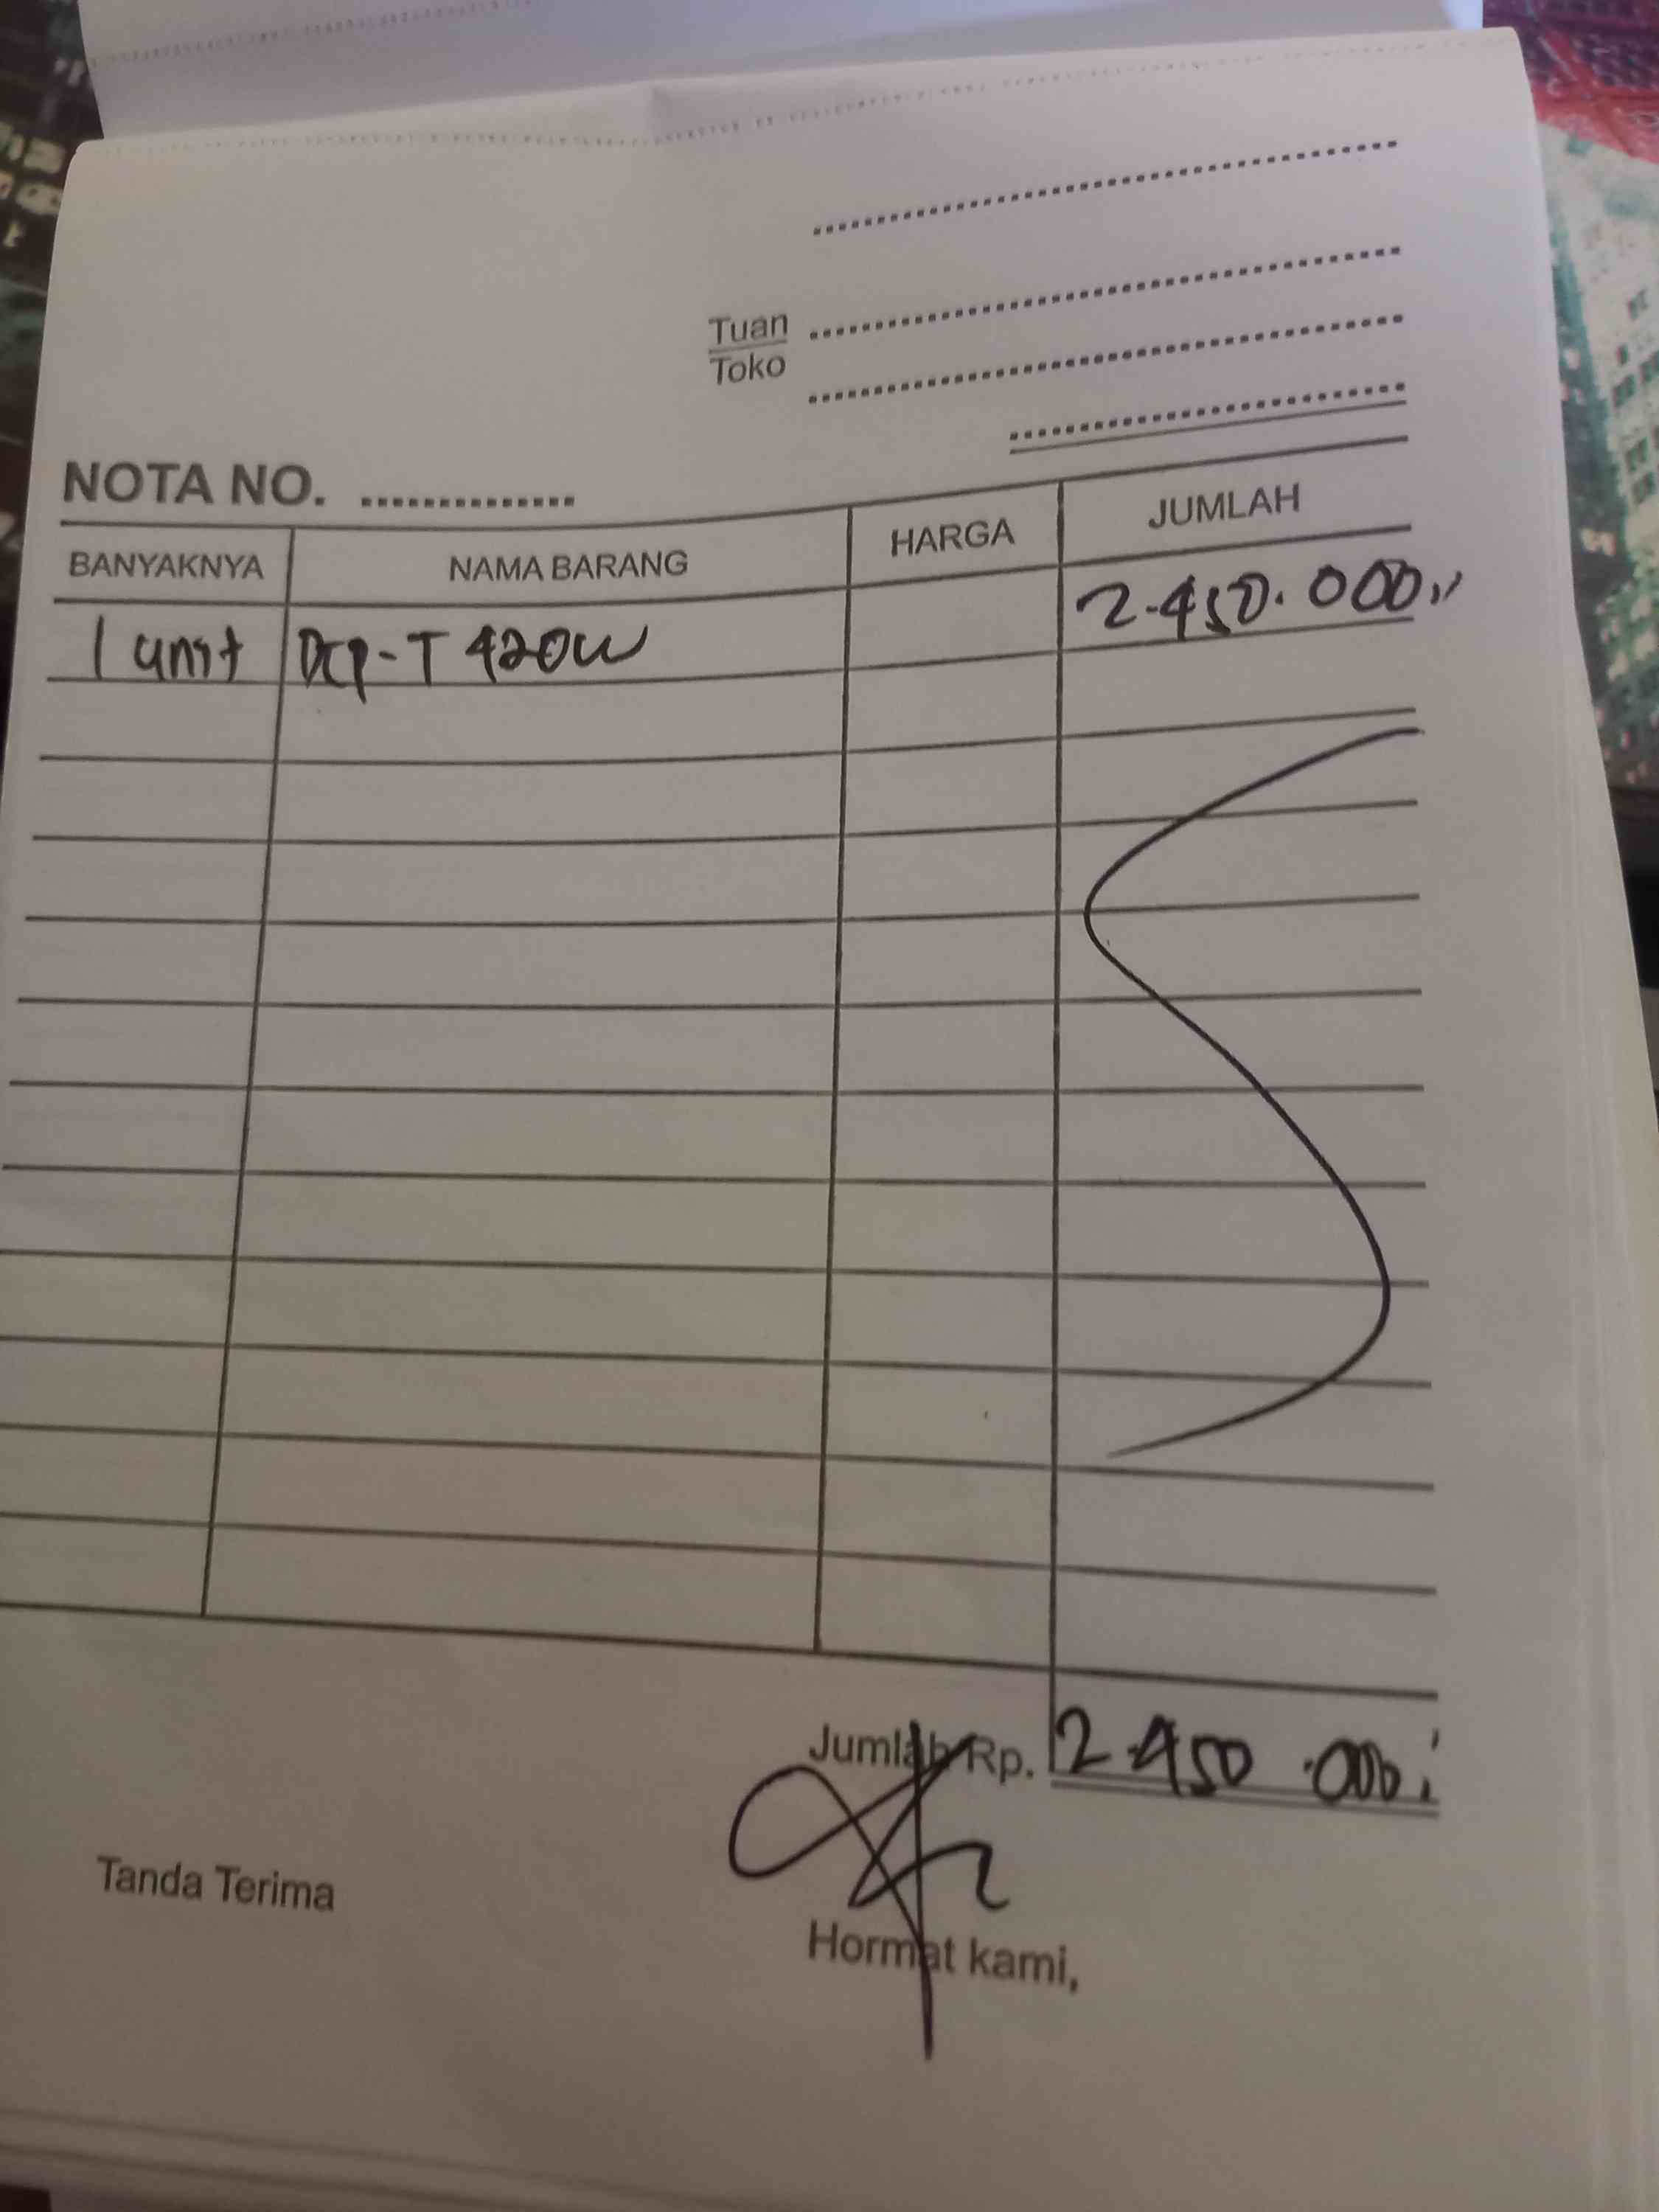 Tuan
Toko
NOTA NO. ..............
BANYAKNYA NAMA BARANG HARGA JUMLAH
1 unit DCP-T420W 2.450.000,,
Jumlah Rp. 2.450.000,
Tanda Terima
Hormat kami,